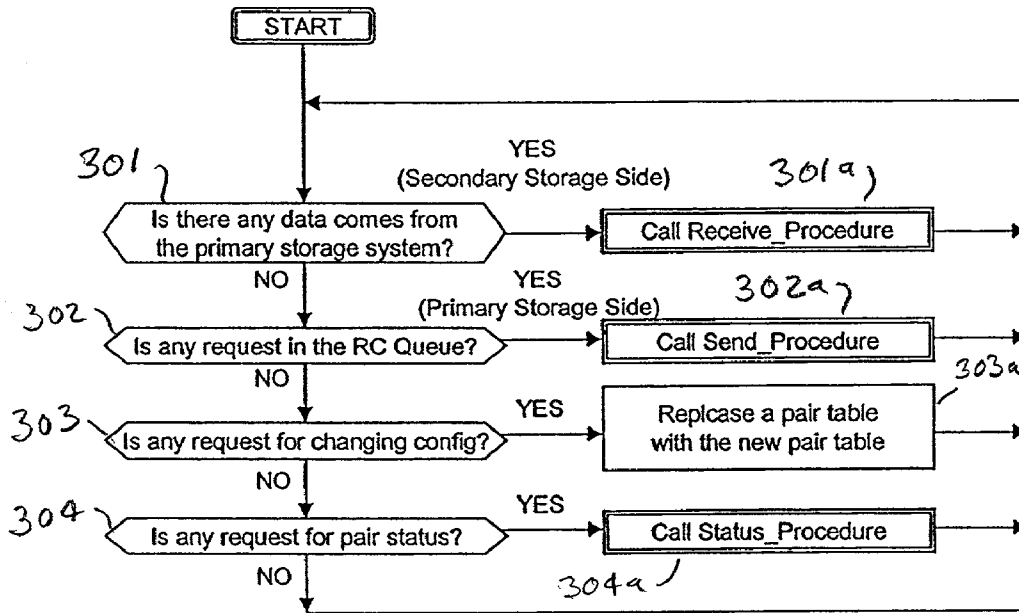 START
301
YES
(Secondary Storage Side)
301a
Is there any data comes from
the primary storage system?
Call Receive_Procedure
NO
YES
(Primary Storage Side)
302a
302
Is any request in the RC Queue?
Call Send_Procedure
NO
303a
303
Is any request for changing config?
YES
Replcase a pair table
with the new pair table
NO
304
Is any request for pair status?
YES
Call Status_Procedure
NO
304a